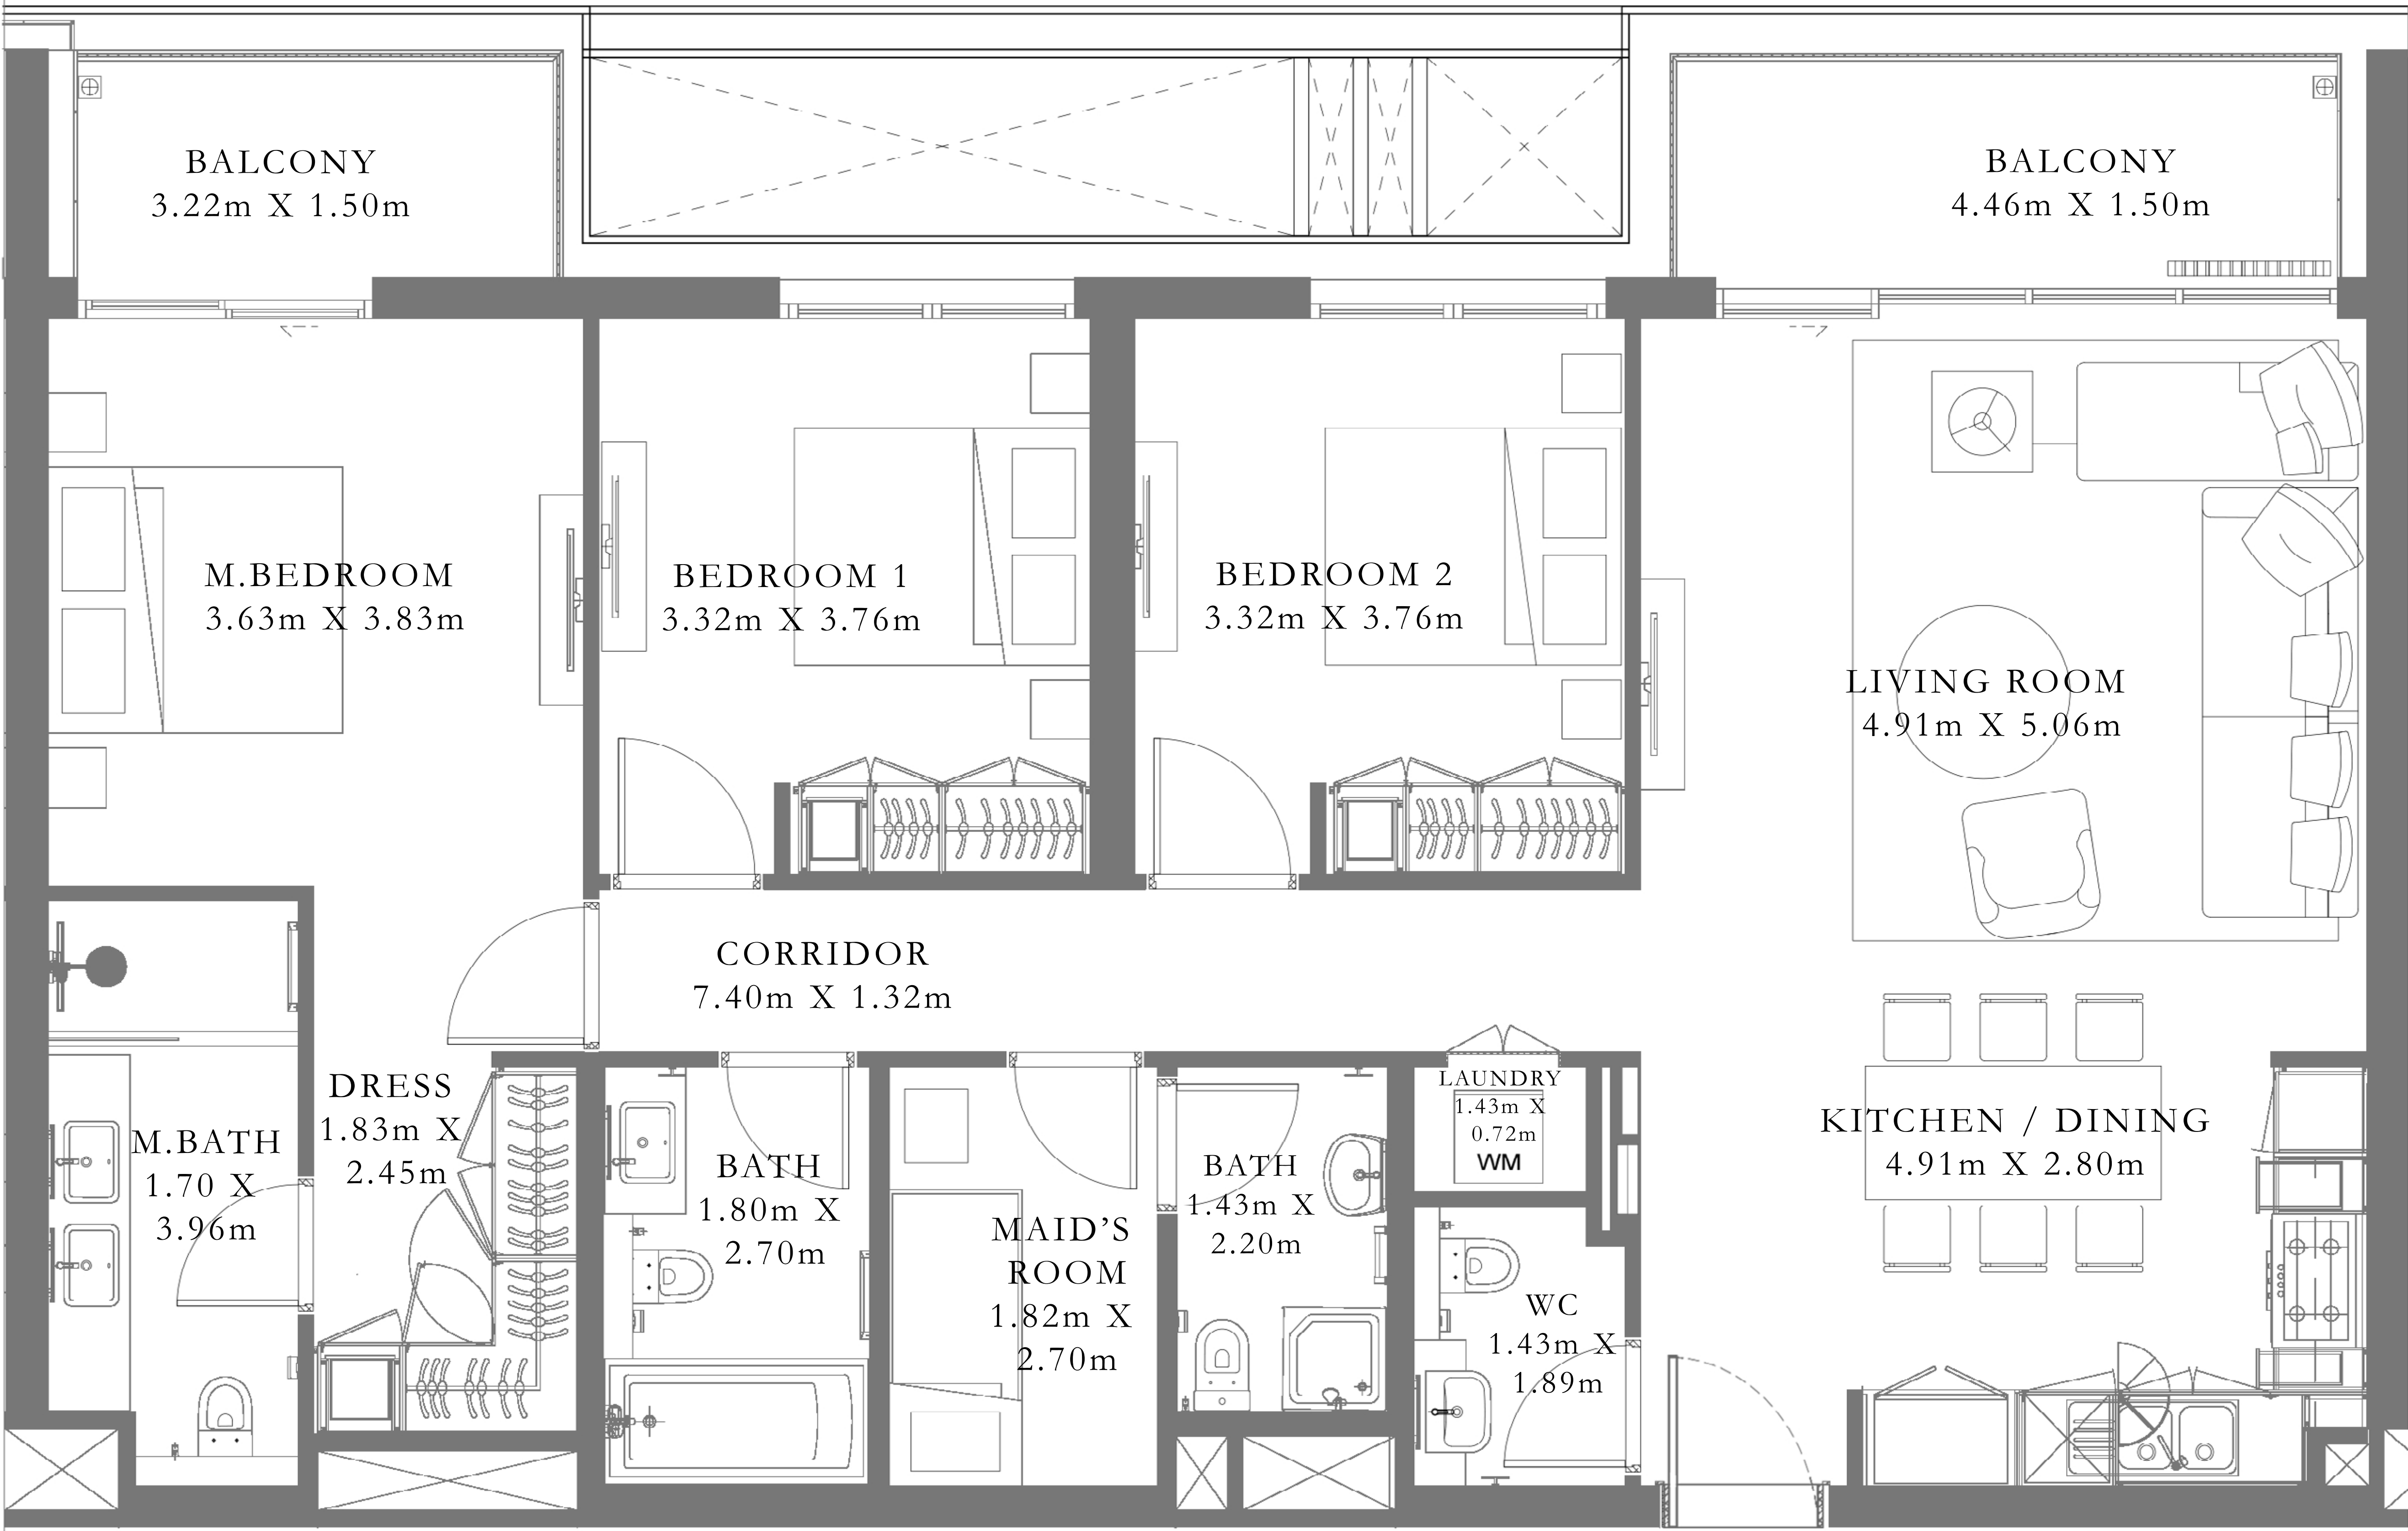 BALCONY
3.22m X 1.50m
BALCONY
4.46m X 1.50m
M.BEDROOM
3.63m X 3.83m
BEDROOM 1
3.32m X 3.76m
BEDROOM 2
3.32m X 3.76m
LIVING ROOM
4.91m X 5.06m
CORRIDOR
7.40m X 1.32m
DRESS
1.83m X
2.45m
M.BATH
1.70 X
3.96m
BATH
1.80m X
2.70m
MAID'S
ROOM
1.82m X
2.70m
BATH
1.43m X
2.20m
LAUNDRY
1.43m X
0.72m
WM
WC
1.43m X
1.89m
KITCHEN / DINING
4.91m X 2.80m